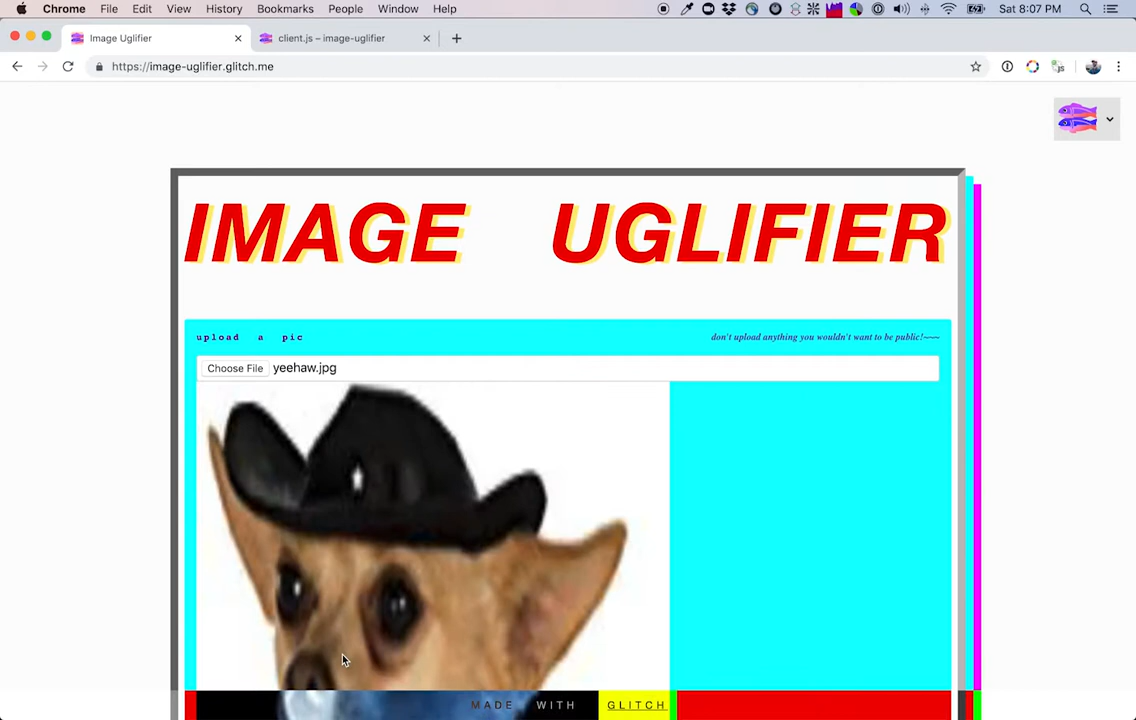 Chrome File Edit View History Bookmarks People Window Help Sat 8:07 PM
Image Uglifier client.js – image-uglifier
https://image-uglifier.glitch.me
IMAGE UGLIFIER
upload a pic don't upload anything you wouldn't want to be public!~~~
Choose File yeehaw.jpg
MADE WITH GLITCH